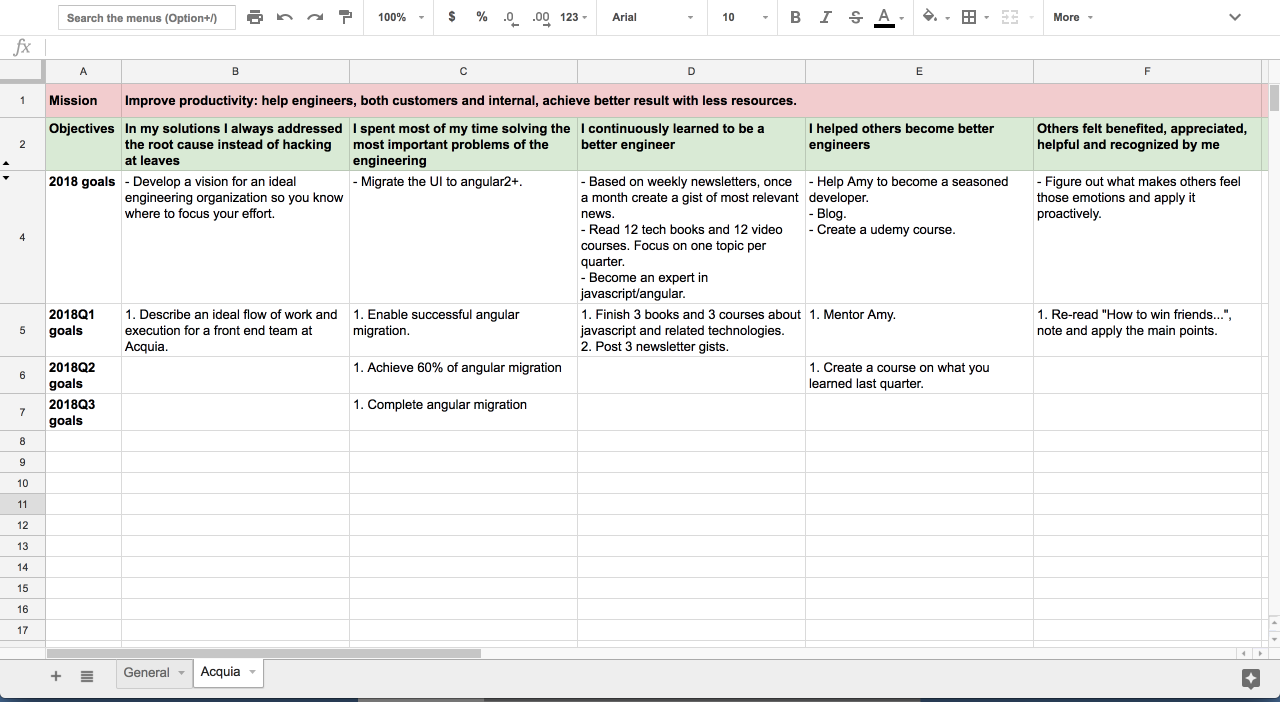 Search the menus (Option+/)
100%
$ % .0 .00 123
Arial
10
B I S A
More
fx
A B C D E F
1
Mission
Improve productivity: help engineers, both customers and internal, achieve better result with less resources.
2
Objectives
In my solutions I always addressed
the root cause instead of hacking
at leaves
I spent most of my time solving the
most important problems of the
engineering
I continuously learned to be a
better engineer
I helped others become better
engineers
Others felt benefited, appreciated,
helpful and recognized by me
4
2018 goals
- Develop a vision for an ideal
engineering organization so you know
where to focus your effort.
- Migrate the UI to angular2+.
- Based on weekly newsletters, once
a month create a gist of most relevant
news.
- Read 12 tech books and 12 video
courses. Focus on one topic per
quarter.
- Become an expert in
javascript/angular.
- Help Amy to become a seasoned
developer.
- Blog.
- Create a udemy course.
- Figure out what makes others feel
those emotions and apply it
proactively.
5
2018Q1
goals
1. Describe an ideal flow of work and
execution for a front end team at
Acquia.
1. Enable successful angular
migration.
1. Finish 3 books and 3 courses about
javascript and related technologies.
2. Post 3 newsletter gists.
1. Mentor Amy.
1. Re-read "How to win friends...",
note and apply the main points.
6
2018Q2
goals
1. Achieve 60% of angular migration
1. Create a course on what you
learned last quarter.
7
2018Q3
goals
1. Complete angular migration
8
9
10
11
12
13
14
15
16
17
General
Acquia